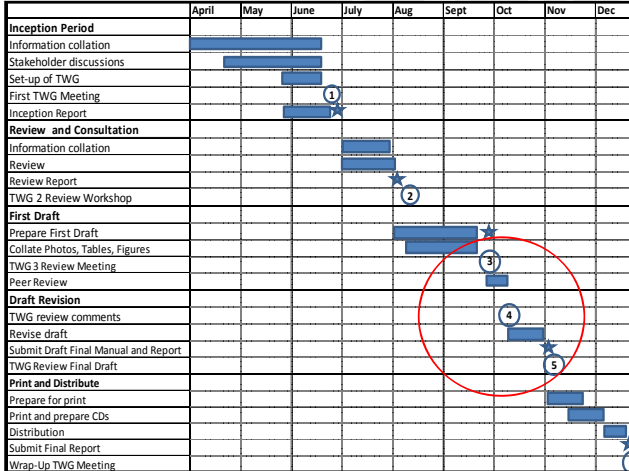 April May June July Aug Sept Oct Nov Dec
Inception Period
Information collation
Stakeholder discussions
Set-up of TWG
First TWG Meeting 1
Inception Report
Review and Consultation
Information collation
Review
Review Report
TWG 2 Review Workshop 2
First Draft
Prepare First Draft
Collate Photos, Tables, Figures
TWG 3 Review Meeting 3
Peer Review
Draft Revision
TWG review comments 4
Revise draft
Submit Draft Final Manual and Report
TWG Review Final Draft 5
Print and Distribute
Prepare for print
Print and prepare CDs
Distribution
Submit Final Report
Wrap-Up TWG Meeting